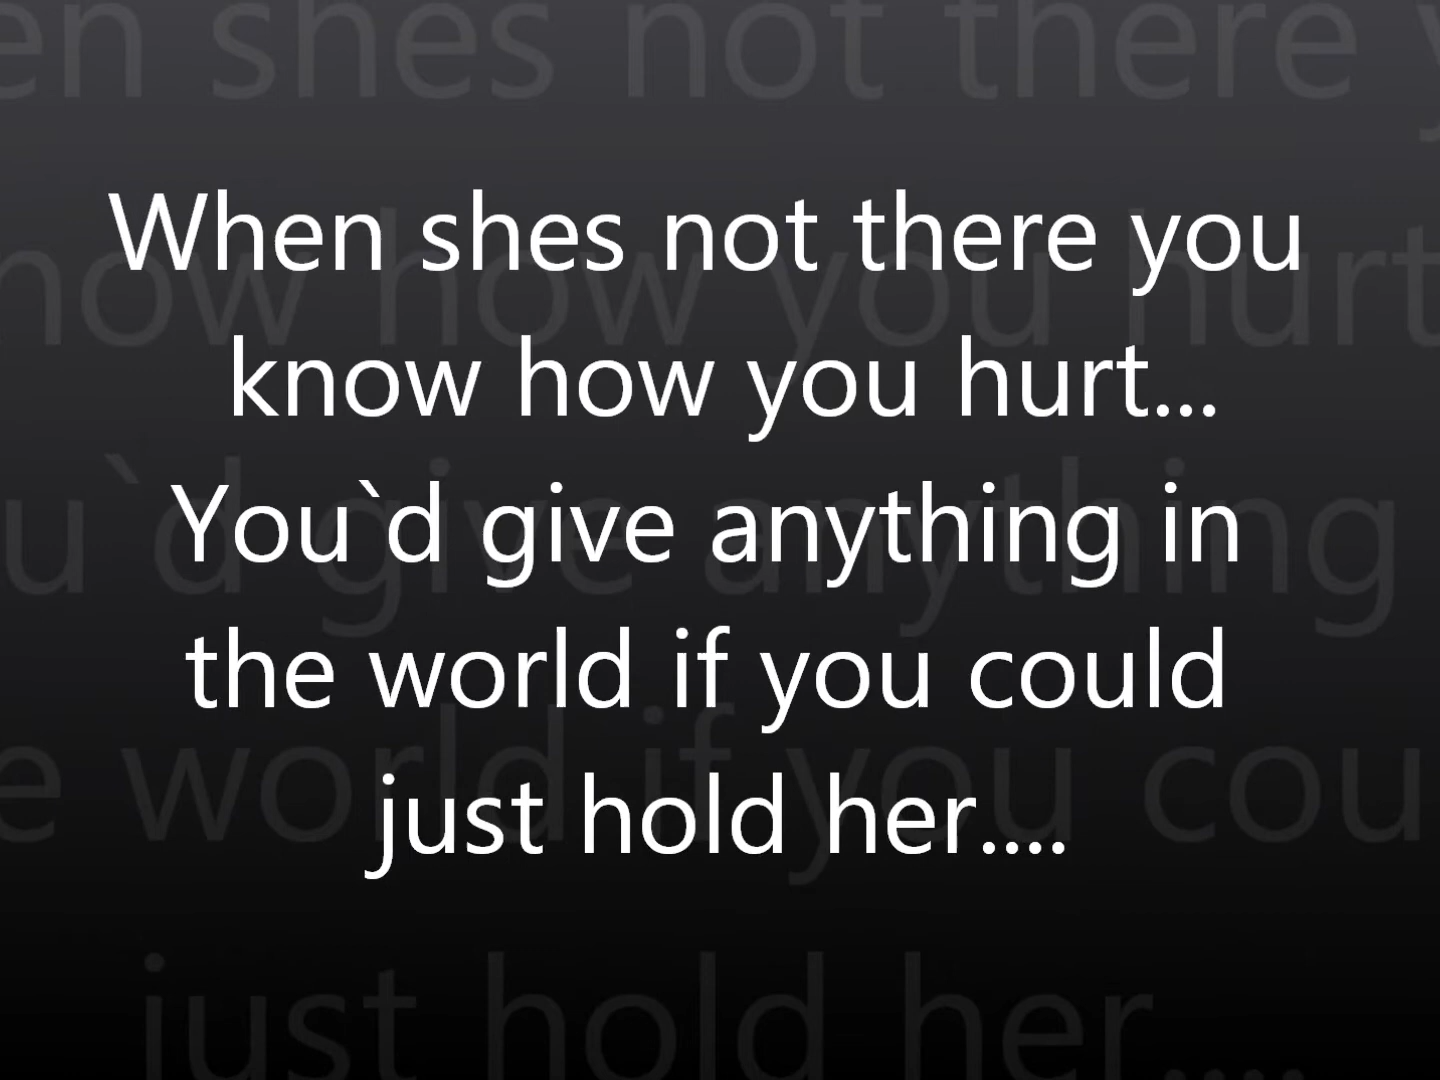 When shes not there you
know how you hurt...
You`d give anything in
the world if you could
just hold her....